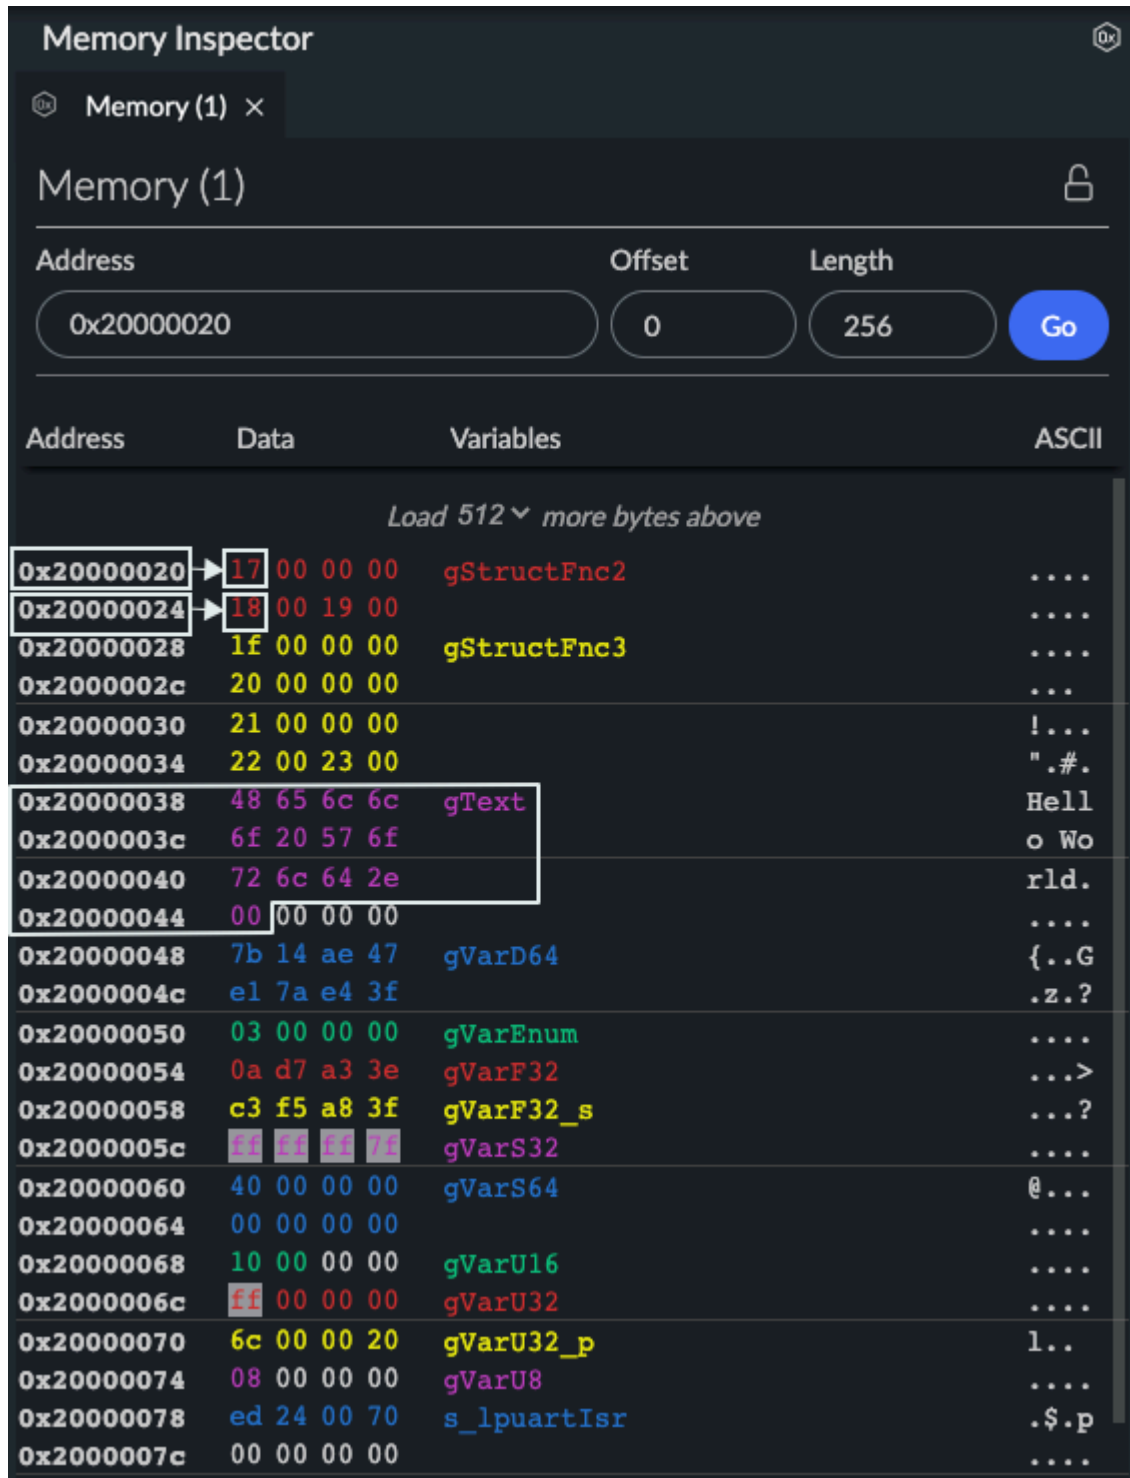 Memory Inspector
Memory (1) ×
Memory (1)
Address Offset Length
0x20000020 0 256 Go
Address Data Variables ASCII
Load 512 more bytes above
0x20000020 17 00 00 00 gStructFnc2 ....
0x20000024 18 00 19 00 ....
0x20000028 1f 00 00 00 gStructFnc3 ....
0x2000002c 20 00 00 00 ...
0x20000030 21 00 00 00 !...
0x20000034 22 00 23 00 ".#.
0x20000038 48 65 6c 6c gText Hell
0x2000003c 6f 20 57 6f o Wo
0x20000040 72 6c 64 2e rld.
0x20000044 00 00 00 00 ....
0x20000048 7b 14 ae 47 gVarD64 {..G
0x2000004c e1 7a e4 3f .z.?
0x20000050 03 00 00 00 gVarEnum ....
0x20000054 0a d7 a3 3e gVarF32 ...>
0x20000058 c3 f5 a8 3f gVarF32_s ...?
0x2000005c ff ff ff 7f gVarS32 ....
0x20000060 40 00 00 00 gVarS64 @...
0x20000064 00 00 00 00 ....
0x20000068 10 00 00 00 gVarU16 ....
0x2000006c ff 00 00 00 gVarU32 ....
0x20000070 6c 00 00 20 gVarU32_p l..
0x20000074 08 00 00 00 gVarU8 ....
0x20000078 ed 24 00 70 s_lpuartIsr .$.p
0x2000007c 00 00 00 00 ....